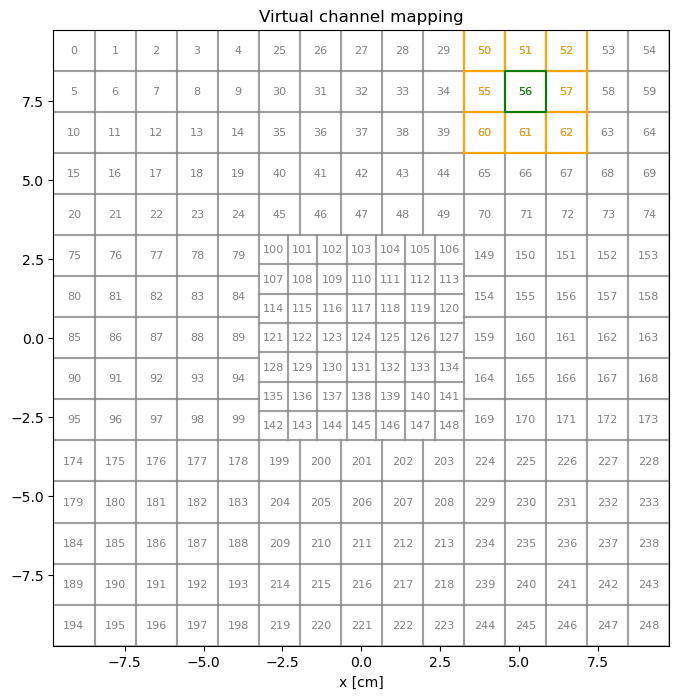 Virtual channel mapping
0 1 2 3 4 25 26 27 28 29 50 51 52 53 54
7.5
5 6 7 8 9 30 31 32 33 34 55 56 57 58 59
10 11 12 13 14 35 36 37 38 39 60 61 62 63 64
5.0
15 16 17 18 19 40 41 42 43 44 65 66 67 68 69
20 21 22 23 24 45 46 47 48 49 70 71 72 73 74
2.5
75 76 77 78 79 100 101 102 103 104 105 106 149 150 151 152 153
107 108 109 110 111 112 113
80 81 82 83 84 114 115 116 117 118 119 120 154 155 156 157 158
0.0
85 86 87 88 89 121 122 123 124 125 126 127 159 160 161 162 163
90 91 92 93 94 128 129 130 131 132 133 134 164 165 166 167 168
135 136 137 138 139 140 141
−2.5
95 96 97 98 99 142 143 144 145 146 147 148 169 170 171 172 173
174 175 176 177 178 199 200 201 202 203 224 225 226 227 228
−5.0
179 180 181 182 183 204 205 206 207 208 229 230 231 232 233
184 185 186 187 188 209 210 211 212 213 234 235 236 237 238
−7.5
189 190 191 192 193 214 215 216 217 218 239 240 241 242 243
194 195 196 197 198 219 220 221 222 223 244 245 246 247 248
−7.5 −5.0 −2.5 0.0 2.5 5.0 7.5
x [cm]